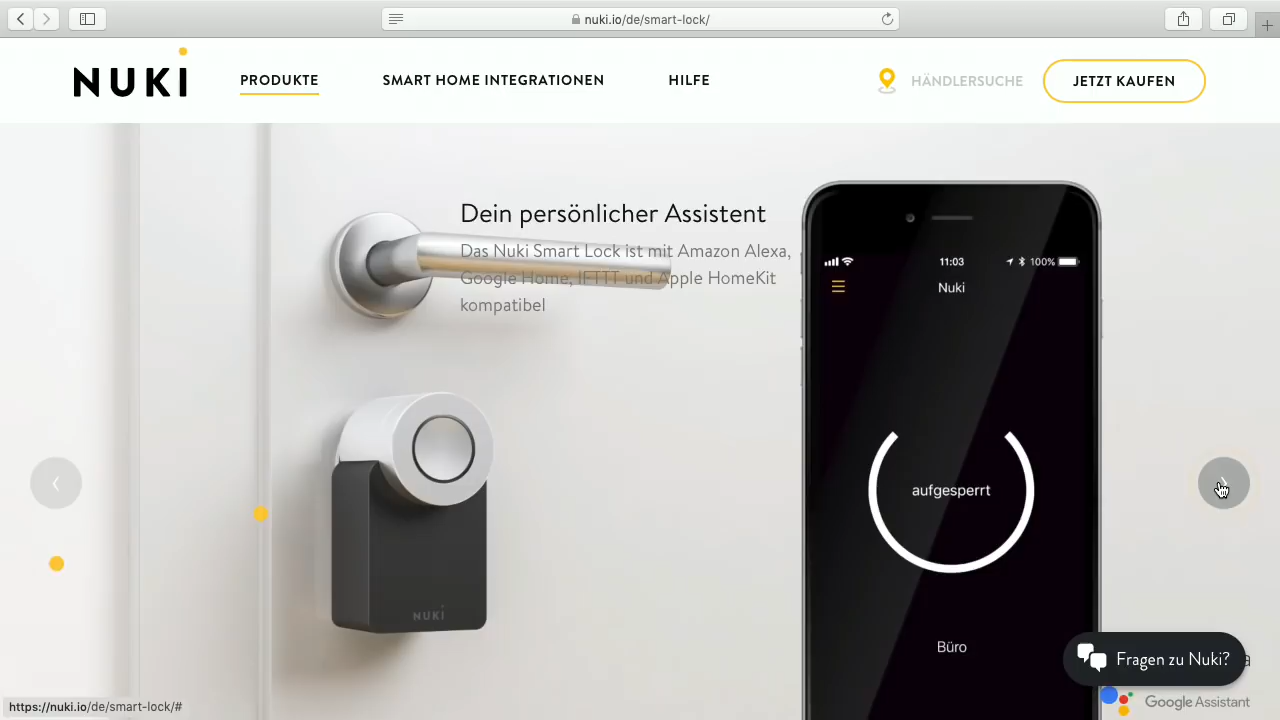 nuki.io/de/smart-lock/
NUKI
PRODUKTE
SMART HOME INTEGRATIONEN
HILFE
HÄNDLERSUCHE
JETZT KAUFEN
Dein persönlicher Assistent
Das Nuki Smart Lock ist mit Amazon Alexa,
Google Home, IFTTT und Apple HomeKit
kompatibel
11:03
100%
Nuki
aufgesperrt
NUKI
Büro
Fragen zu Nuki?
https://nuki.io/de/smart-lock/#
Google Assistant